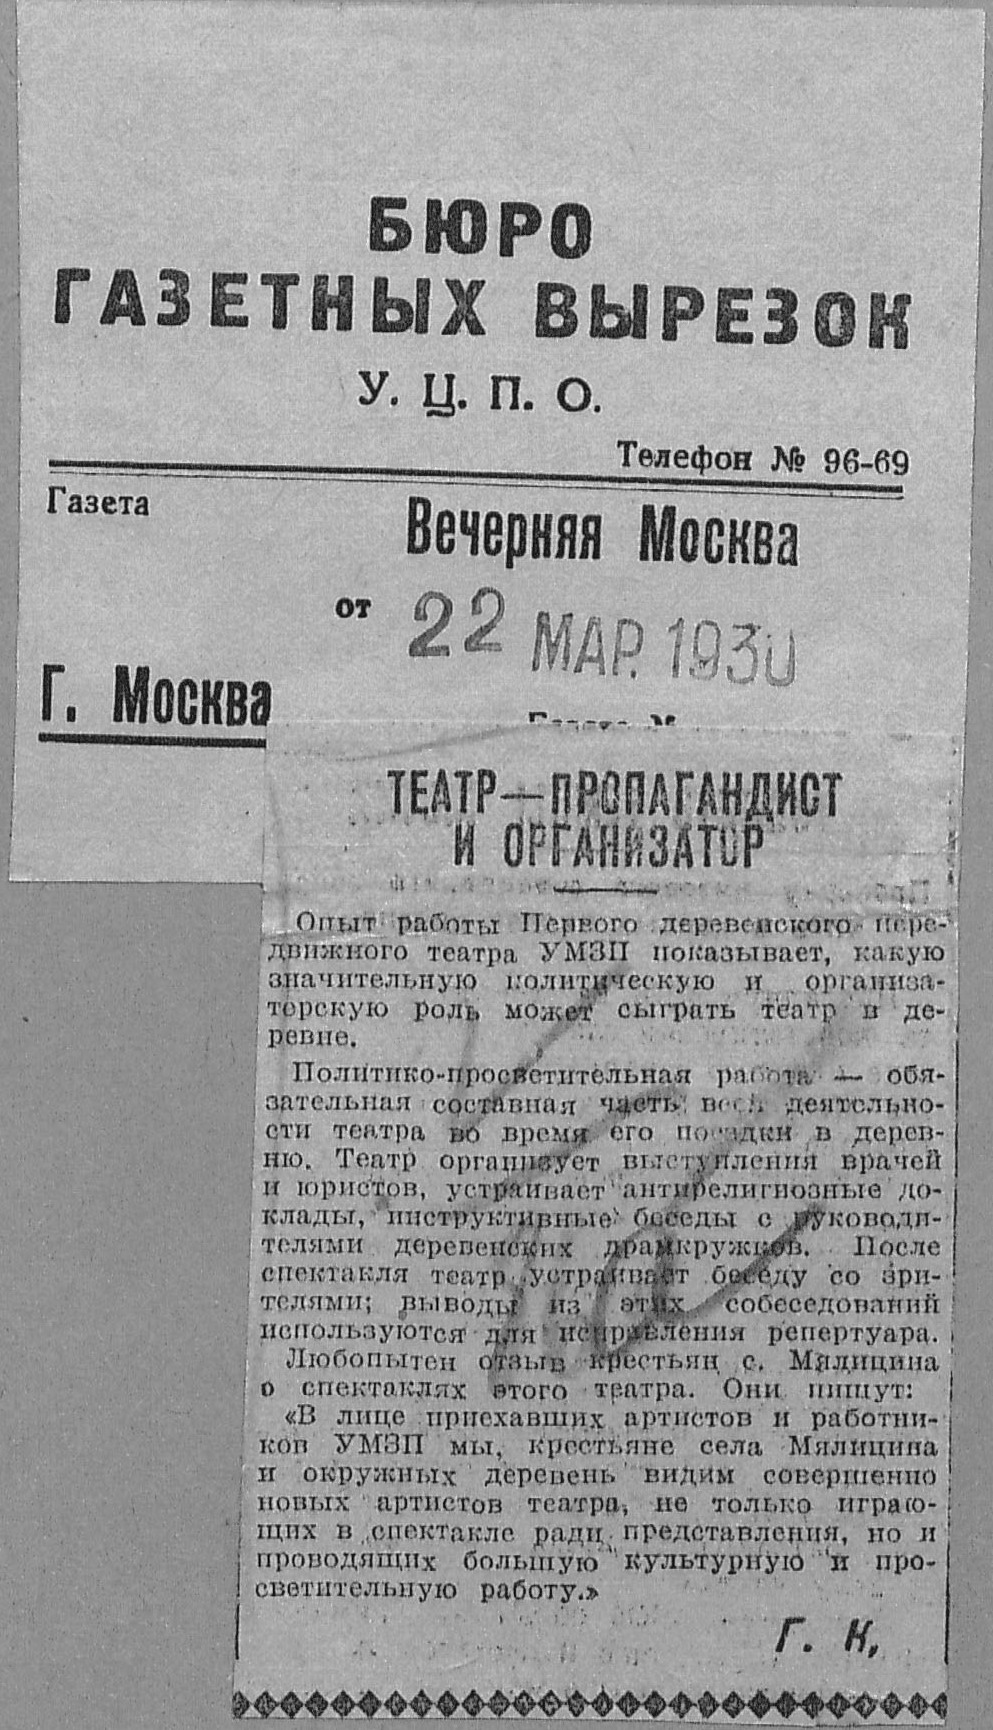 БЮРО
ГАЗЕТНЫХ ВЫРЕЗОК
У. Ц. П. О.
Телефон № 96-69
Газета
Вечерняя Москва
от 22 МАР. 1930
Г. Москва
ТЕАТР—ПРОПАГАНДИСТ
И ОРГАНИЗАТОР
Опыт работы Первого деревенского пере-
движного театра УМЗП показывает, какую
значительную политическую и организа-
торскую роль может сыграть театр в де-
ревне.
Политико-просветительная работа — обя-
зательная составная часть всей деятельно-
сти театра во время его поездки в дерев-
ню. Театр организует выступления врачей
и юристов, устраивает антирелигиозные до-
клады, инструктивные беседы с руководи-
телями деревенских драмкружков. После
спектакля театр устраивает беседу со зри-
телями; выводы из этих собеседований
используются для исправления репертуара.
Любопытен отзыв крестьян с. Мялицина
о спектаклях этого театра. Они пишут:
«В лице приехавших артистов и работни-
ков УМЗП мы, крестьяне села Мялицина
и окружных деревень видим совершенно
новых артистов театра, не только играю-
щих в спектакле ради представления, но и
проводящих большую культурную и про-
светительную работу.»
Г. К,